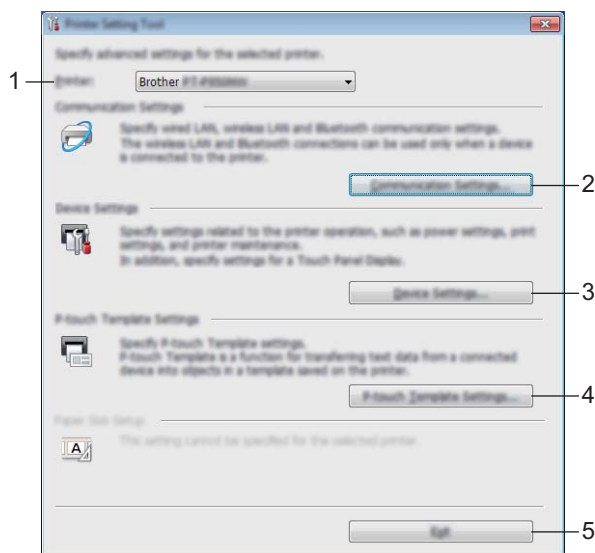 Printer Setting Tool
Specify advanced settings for the selected printer.
1 Printer: Brother
Communication Settings
Specify wired LAN, wireless LAN and Bluetooth communication settings.
The wireless LAN and Bluetooth connections can be used only when a device
is connected to the printer.
Communication Settings... 2
Device Settings
Specify settings related to the printer operation, such as power settings, print
settings, and printer maintenance.
In addition, specify settings for a Touch Panel Display.
Device Settings... 3
P-touch Template Settings
Specify P-touch Template settings.
P-touch Template is a function for transferring text data from a connected
device into objects in a template saved on the printer.
P-touch Template Settings... 4
Paper Size Setup
A This setting cannot be specified for the selected printer.
Exit 5